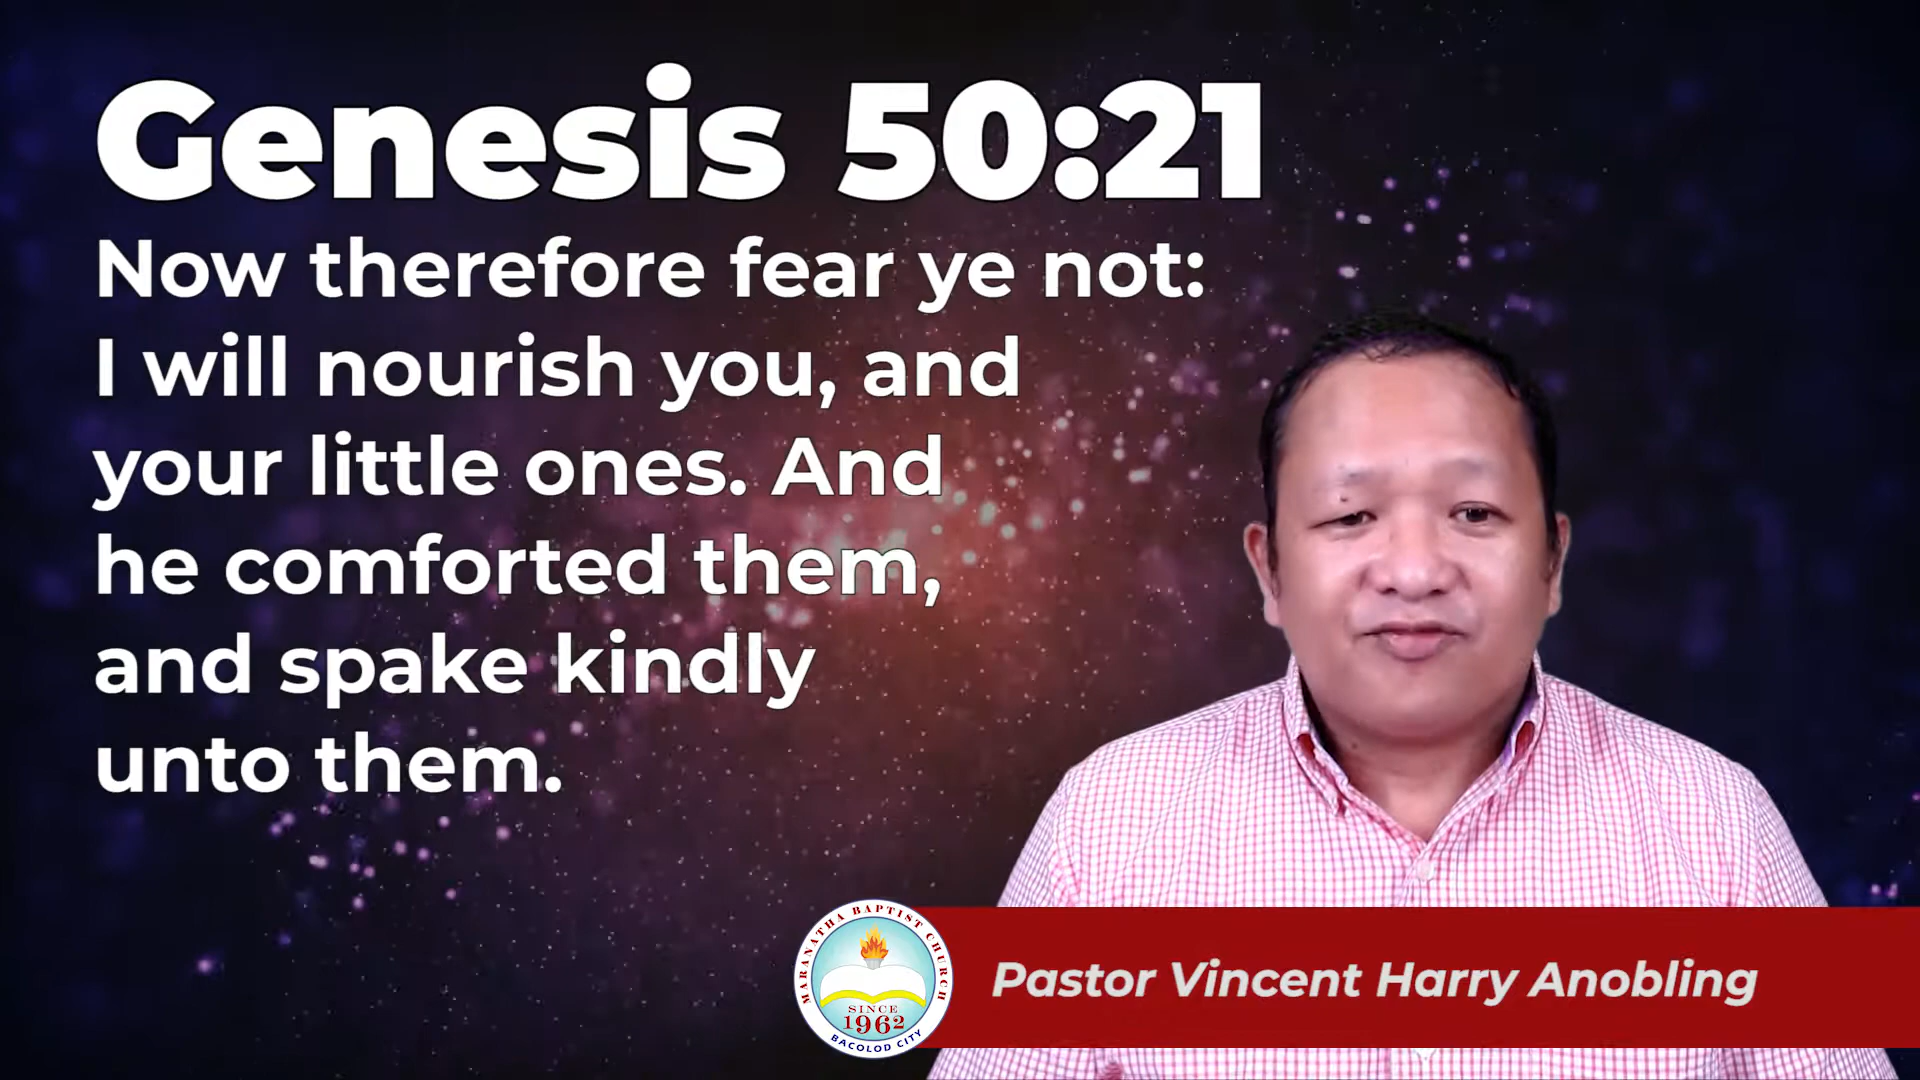 Genesis 50:21
Now therefore fear ye not:
I will nourish you, and
your little ones. And
he comforted them,
and spake kindly
unto them.
MARANATHA BAPTIST CHURCH
SINCE
1962
BACOLOD CITY
Pastor Vincent Harry Anobling